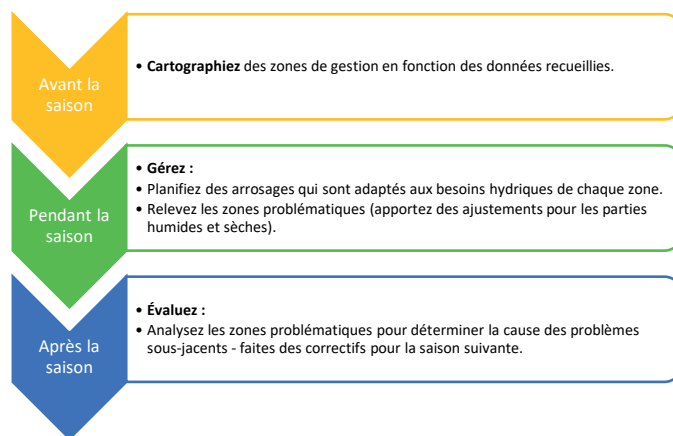 Avant la
saison
• Cartographiez des zones de gestion en fonction des données recueillies.
Pendant la
saison
• Gérez :
• Planifiez des arrosages qui sont adaptés aux besoins hydriques de chaque zone.
• Relevez les zones problématiques (apportez des ajustements pour les parties
humides et sèches).
Après la
saison
• Évaluez :
• Analysez les zones problématiques pour déterminer la cause des problèmes
sous-jacents - faites des correctifs pour la saison suivante.